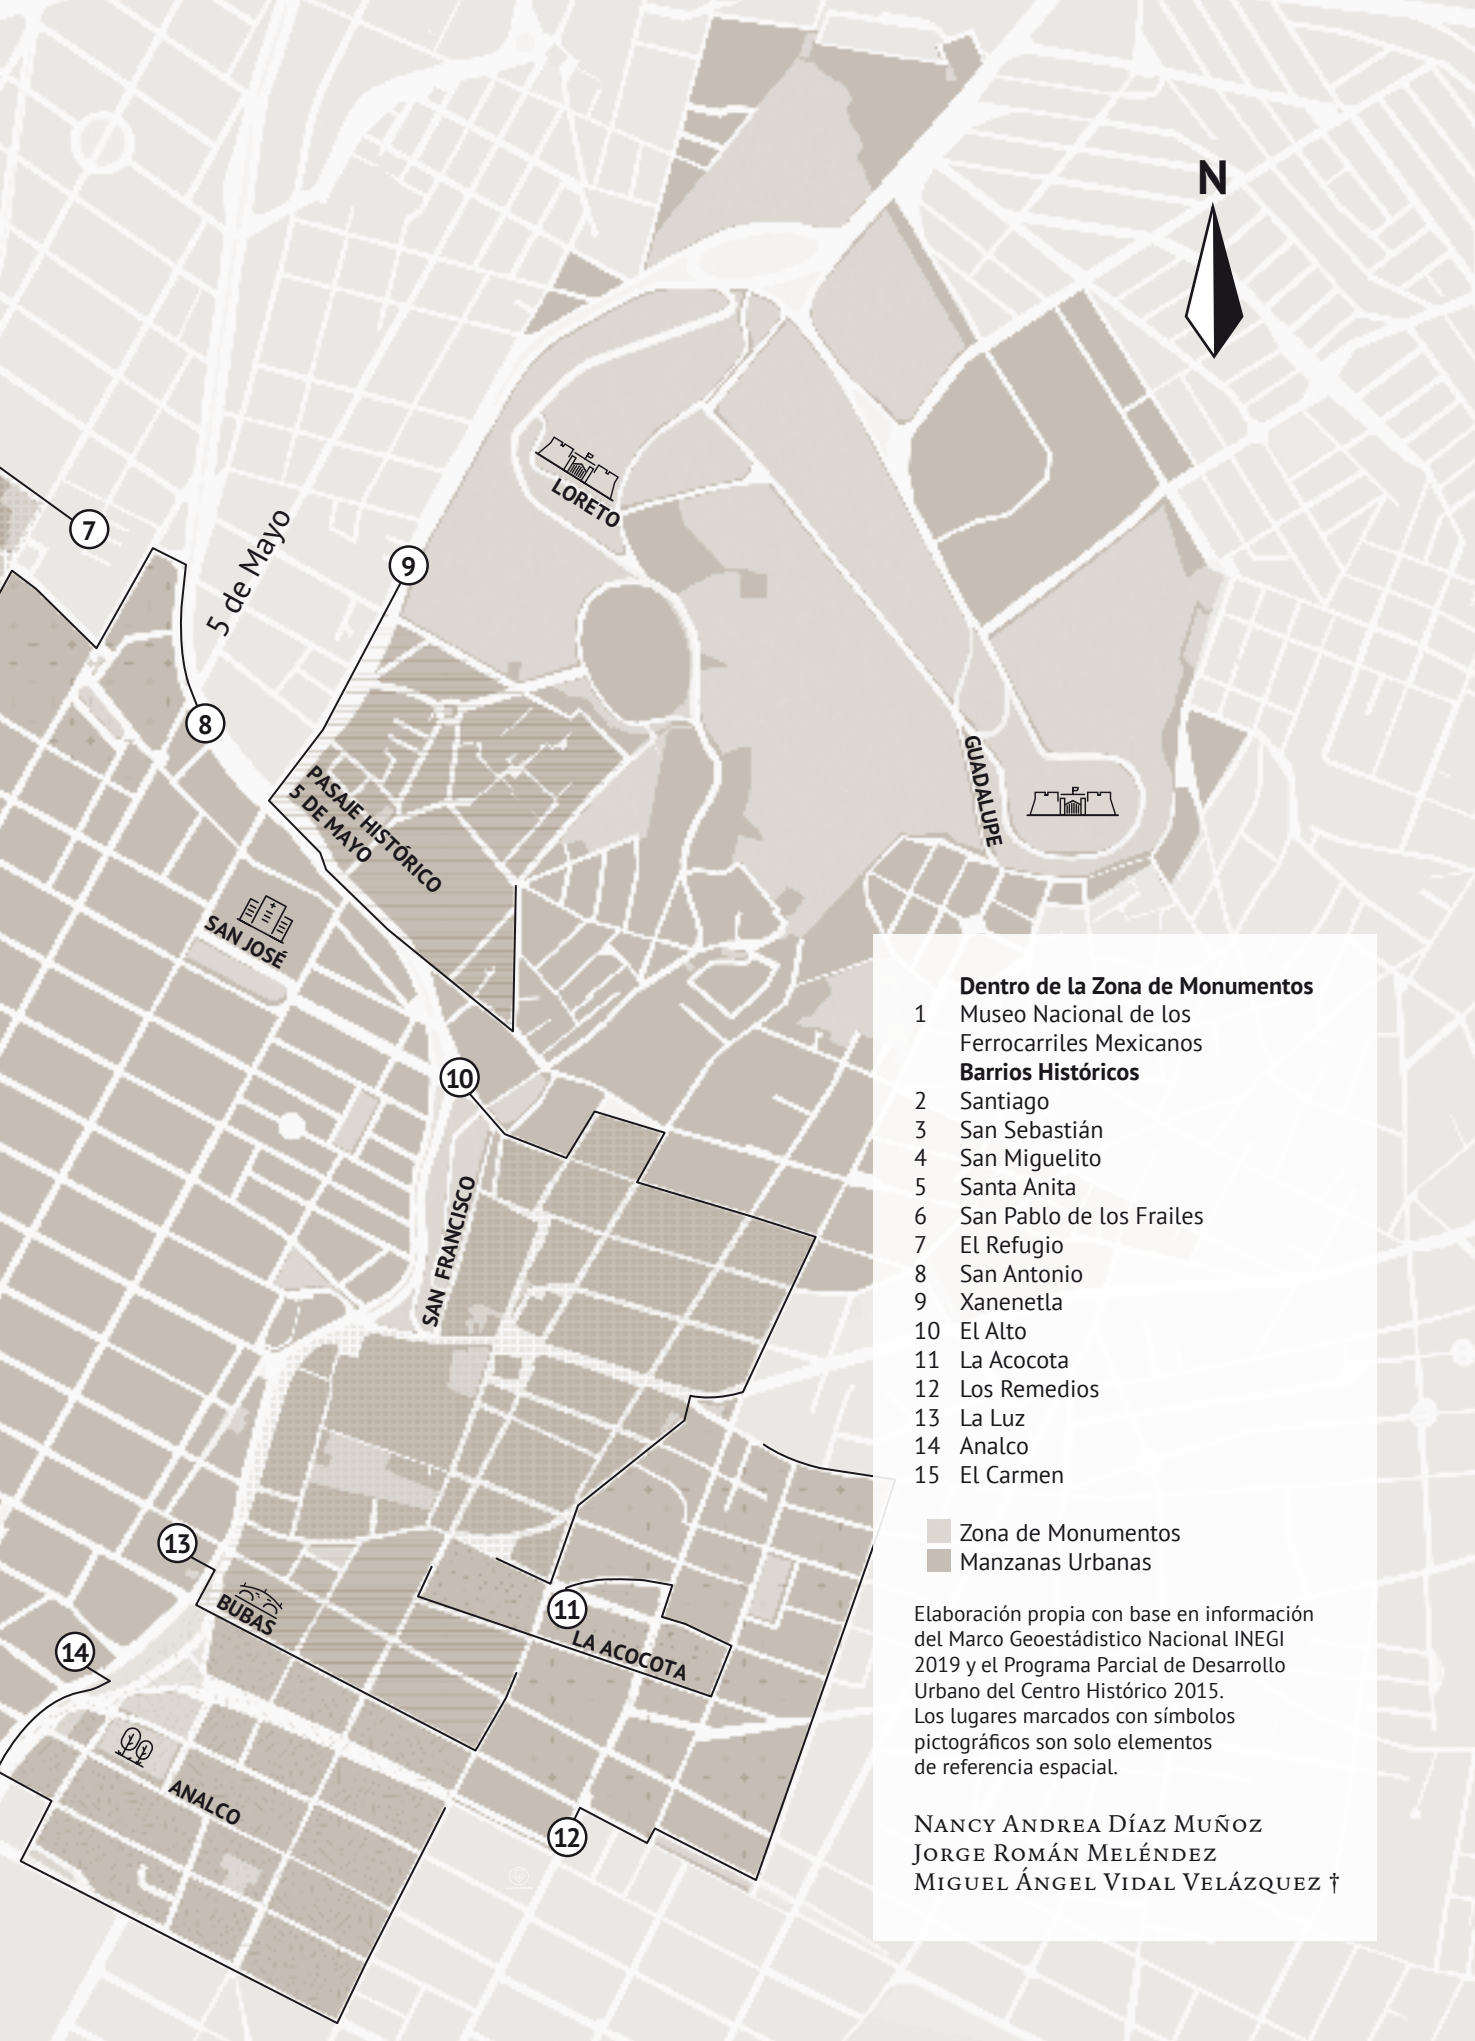 N
LORETO
7
5 de Mayo
9
8
GUADALUPE
PASAJE HISTÓRICO
5 DE MAYO
SAN JOSÉ
10
SAN FRANCISCO
13
BUBAS
11
LA ACOCOTA
14
ANALCO
12
Dentro de la Zona de Monumentos
1 Museo Nacional de los
Ferrocarriles Mexicanos
Barrios Históricos
2 Santiago
3 San Sebastián
4 San Miguelito
5 Santa Anita
6 San Pablo de los Frailes
7 El Refugio
8 San Antonio
9 Xanenetla
10 El Alto
11 La Acocota
12 Los Remedios
13 La Luz
14 Analco
15 El Carmen
Zona de Monumentos
Manzanas Urbanas
Elaboración propia con base en información
del Marco Geoestádistico Nacional INEGI
2019 y el Programa Parcial de Desarrollo
Urbano del Centro Histórico 2015.
Los lugares marcados con símbolos
pictográficos son solo elementos
de referencia espacial.
Nancy Andrea Díaz Muñoz
Jorge Román Meléndez
Miguel Ángel Vidal Velázquez †